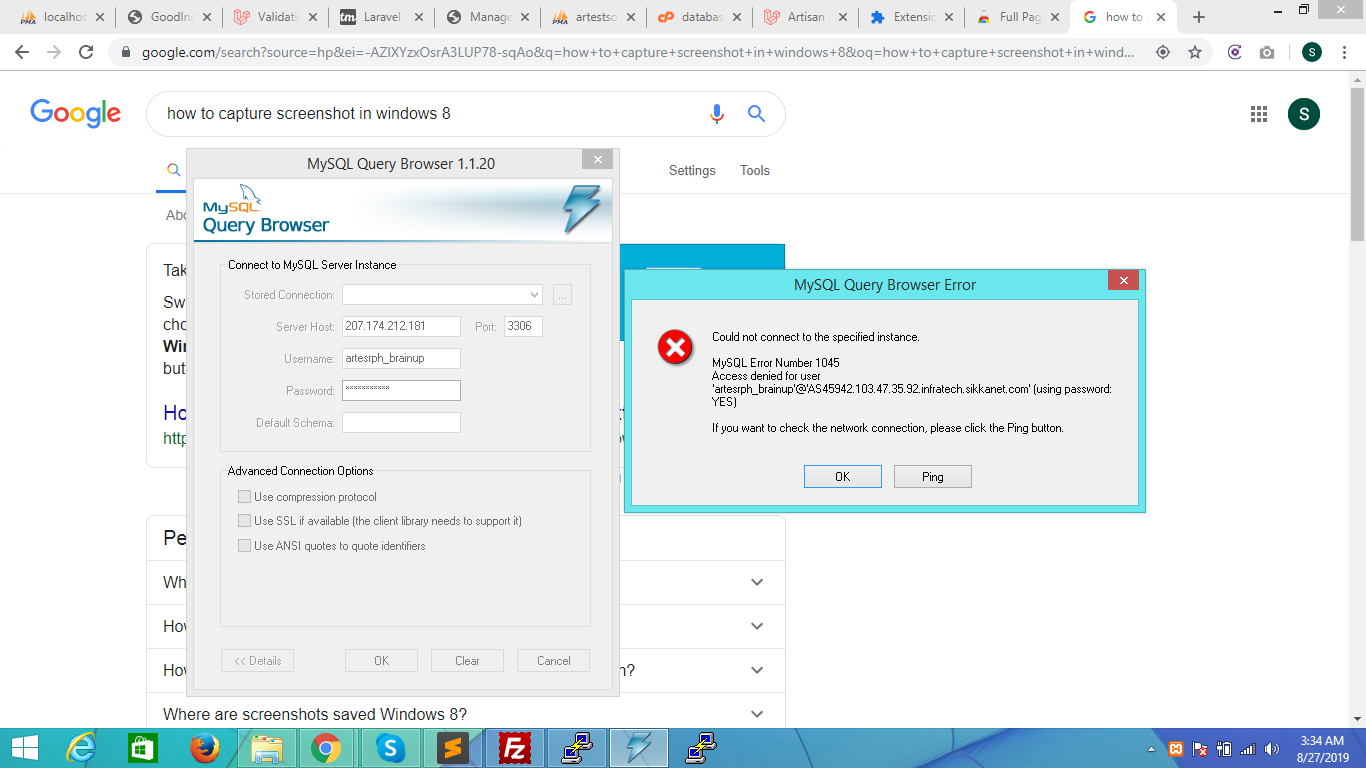 localhos
GoodIns
Validati
Laravel
Manage
artestso
databas
Artisan
Extensic
Full Pag
how to
google.com/search?source=hp&ei=-AZlXYzxOsrA3LUP78-sqAo&q=how+to+capture+screenshot+in+windows+8&oq=how+to+capture+screenshot+in+wind...
S
Google
how to capture screenshot in windows 8
S
Settings
Tools
Abo
Tak
Sw
cho
Win
but
Ho
http
MySQL Query Browser 1.1.20
MySQL
Query Browser
Connect to MySQL Server Instance
Stored Connection:
...
Server Host: 207.174.212.181 Port: 3306
Username: artesrph_brainup
Password: ***********
Default Schema:
Advanced Connection Options
Use compression protocol
Use SSL if available (the client library needs to support it)
Use ANSI quotes to quote identifiers
<< Details
OK
Clear
Cancel
MySQL Query Browser Error
Could not connect to the specified instance.
MySQL Error Number 1045
Access denied for user
'artesrph_brainup'@'AS45942.103.47.35.92.infratech.sikkanet.com' (using password:
YES)
If you want to check the network connection, please click the Ping button.
OK
Ping
Pe
Wh
How
How
n?
Where are screenshots saved Windows 8?
3:34 AM
8/27/2019